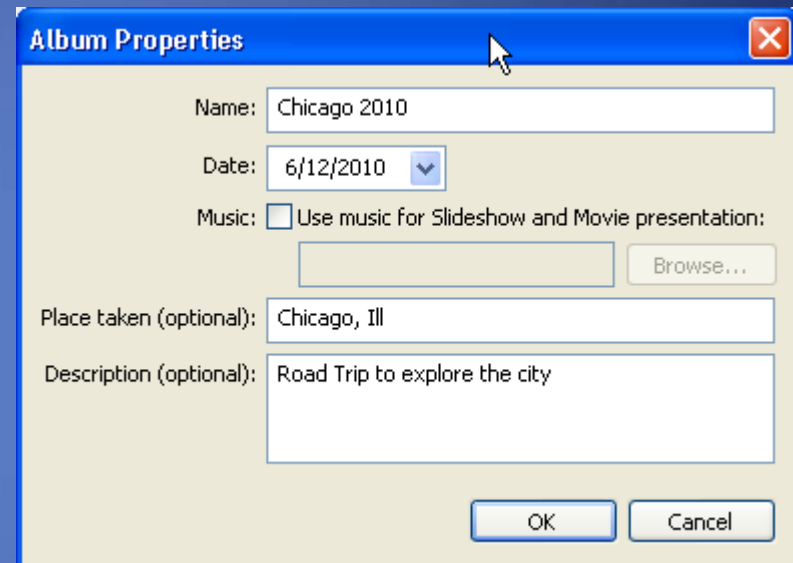 Album Properties
Name: Chicago 2010
Date: 6/12/2010
Music: Use music for Slideshow and Movie presentation:
Browse...
Place taken (optional): Chicago, Ill
Description (optional): Road Trip to explore the city
OK Cancel